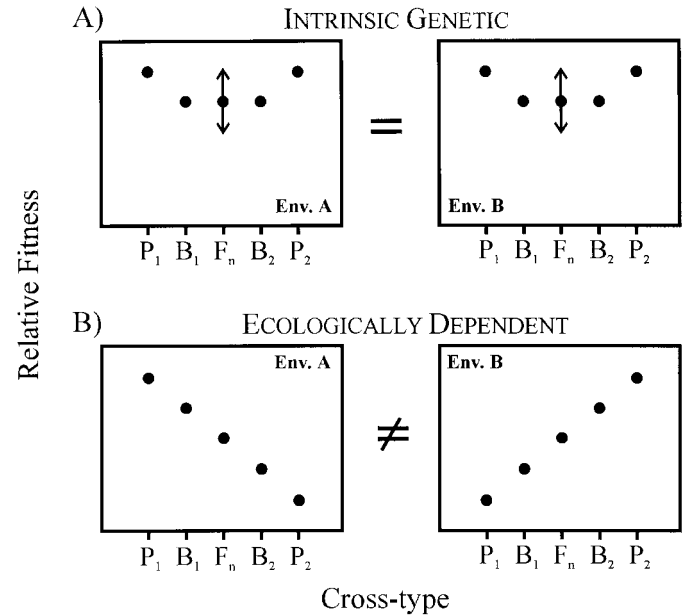 A) INTRINSIC GENETIC
Env. A
Env. B
=
P₁ B₁ Fₙ B₂ P₂
P₁ B₁ Fₙ B₂ P₂
Relative Fitness
B) ECOLOGICALLY DEPENDENT
Env. A
Env. B
≠
P₁ B₁ Fₙ B₂ P₂
P₁ B₁ Fₙ B₂ P₂
Cross-type